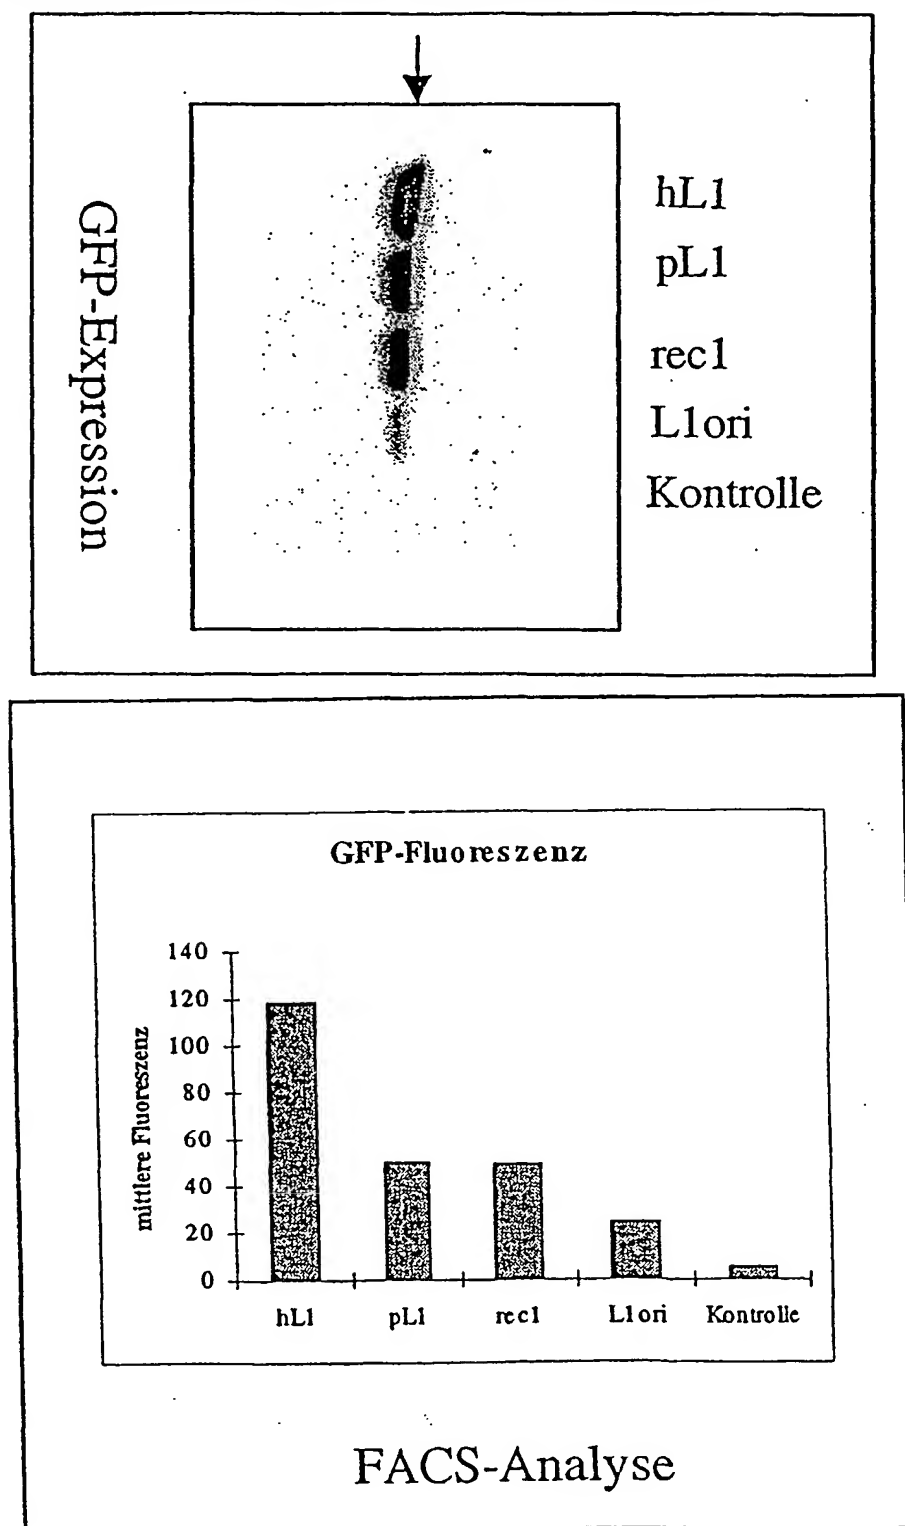 GFP-Expression
hL1
pL1
rec1
L1ori
Kontrolle
GFP-Fluoreszenz
mittlere Fluoreszenz
140
120
100
80
60
40
20
0
hL1 pL1 rec1 L1ori Kontrolle
FACS-Analyse